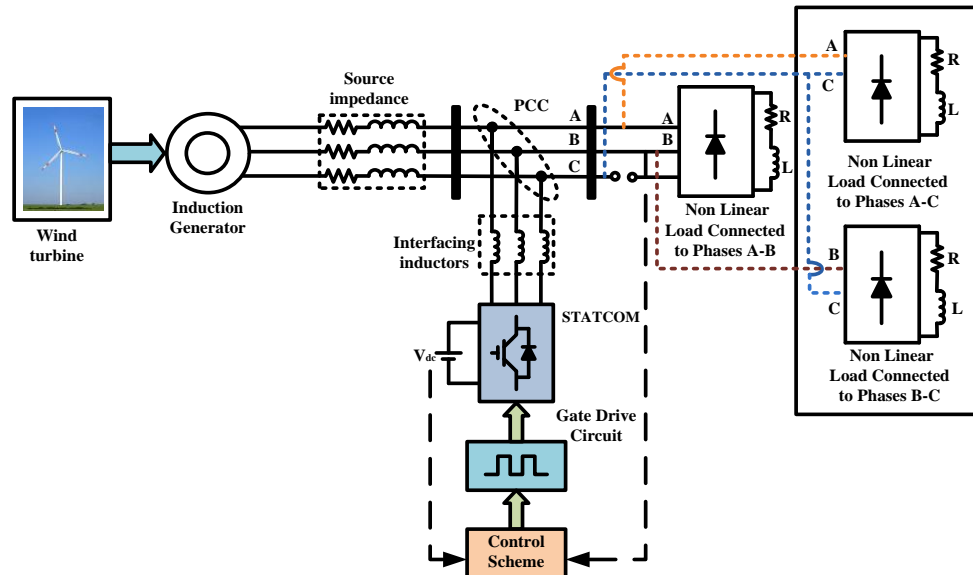 Wind
turbine
Induction
Generator
Source
impedance
PCC
A
B
C
A
B
R
L
Non Linear
Load Connected
to Phases A-B
Interfacing
inductors
STATCOM
Vdc
Gate Drive
Circuit
Control
Scheme
A
C
R
L
Non Linear
Load Connected
to Phases A-C
B
C
R
L
Non Linear
Load Connected
to Phases B-C